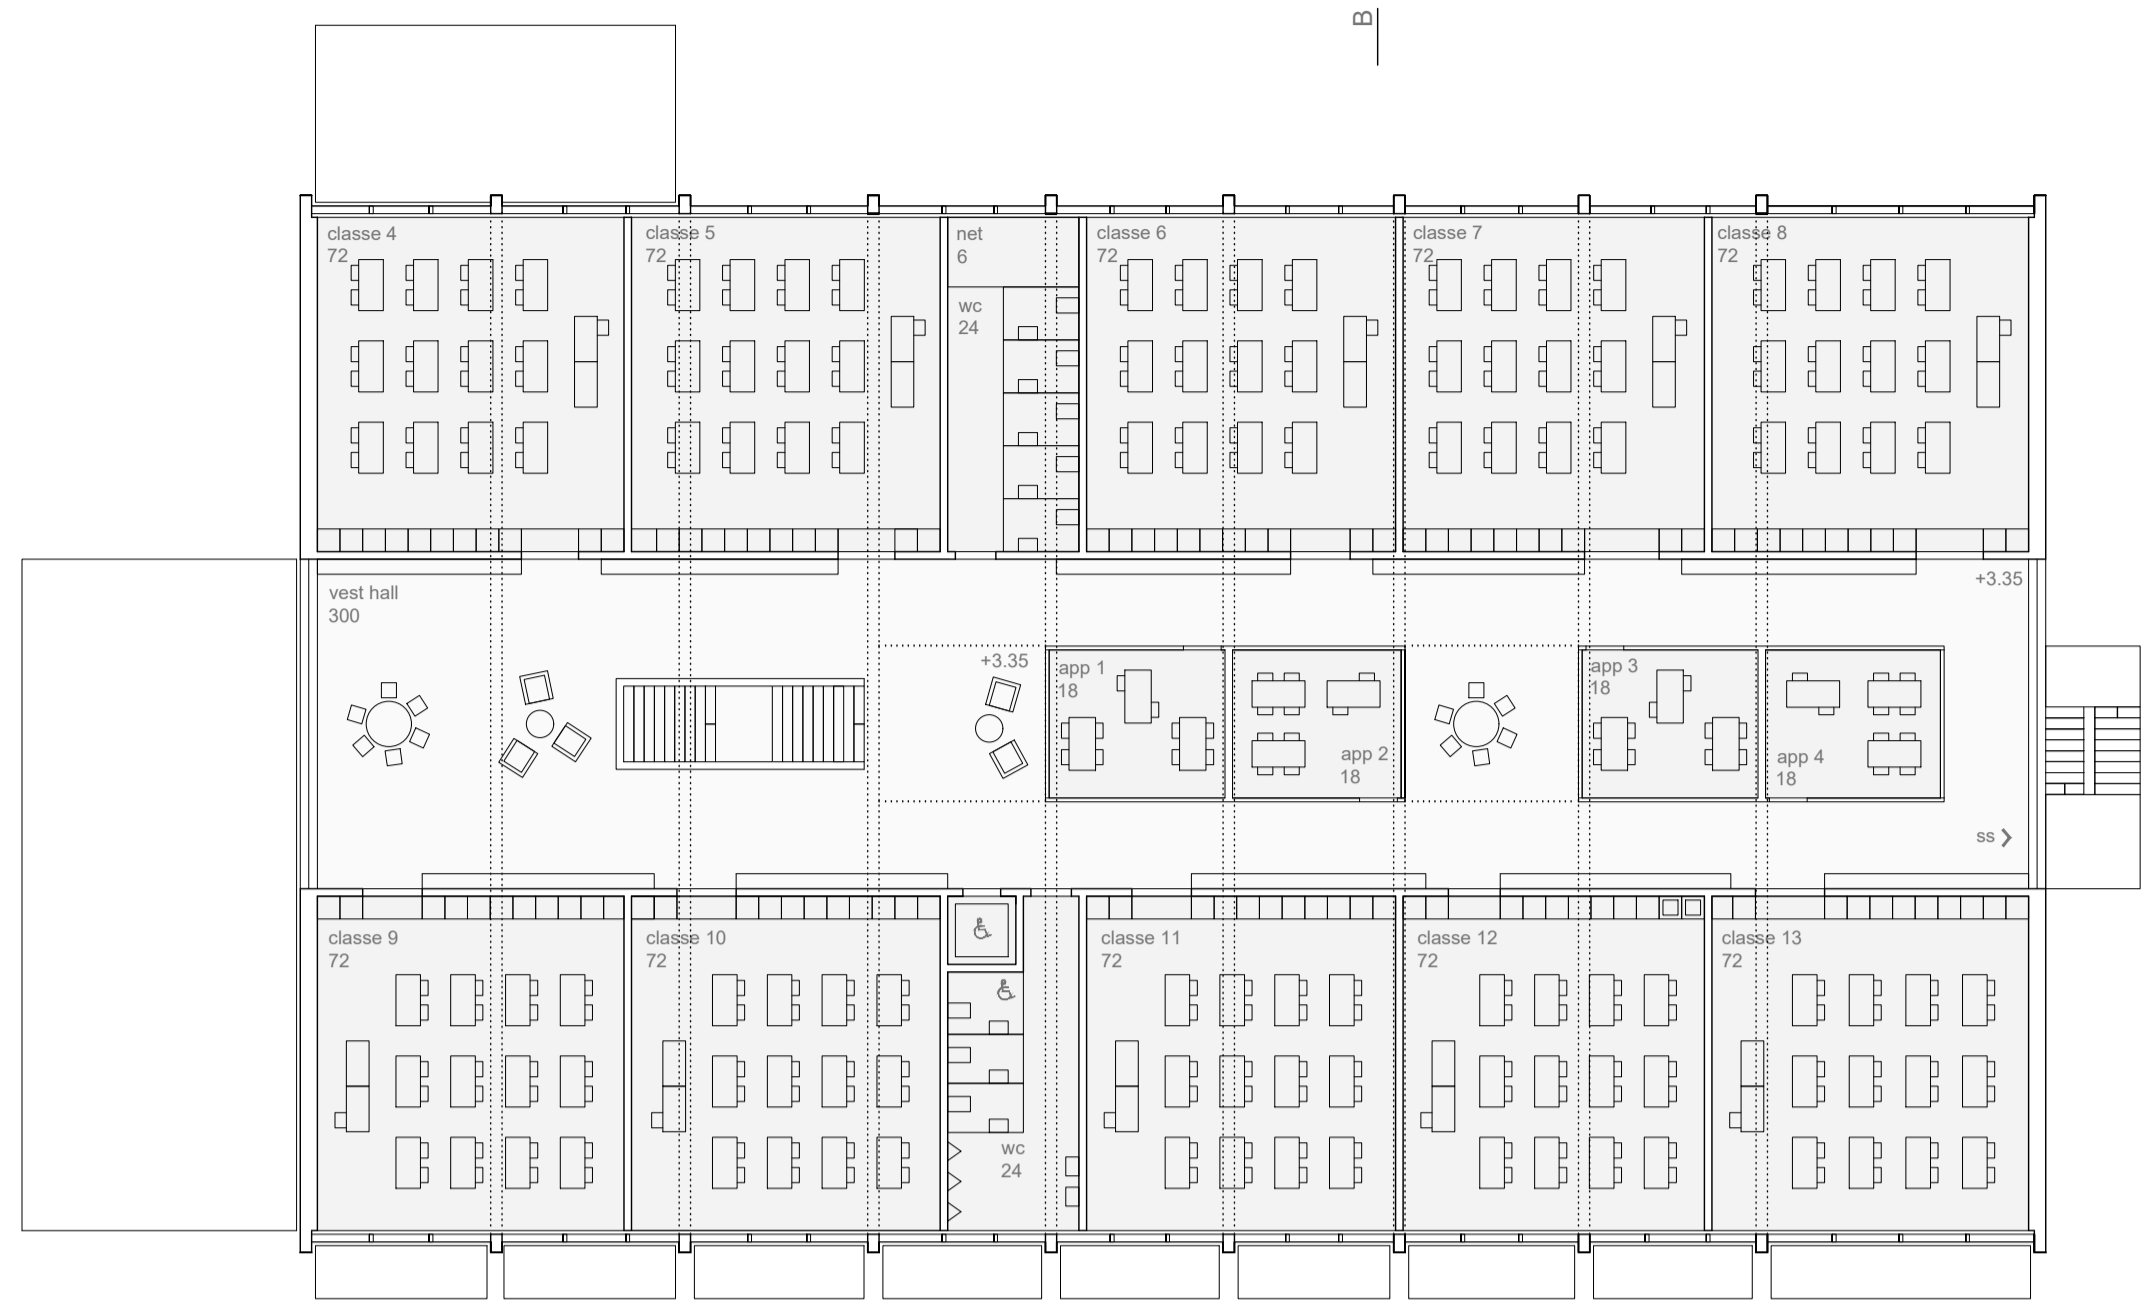 B
classe 4
72
classe 5
72
net
6
wc
24
classe 6
72
classe 7
72
classe 8
72
vest hall
300
+3.35
+3.35
app 1
18
app 2
18
app 3
18
app 4
18
ss
classe 9
72
classe 10
72
wc
24
classe 11
72
classe 12
72
classe 13
72